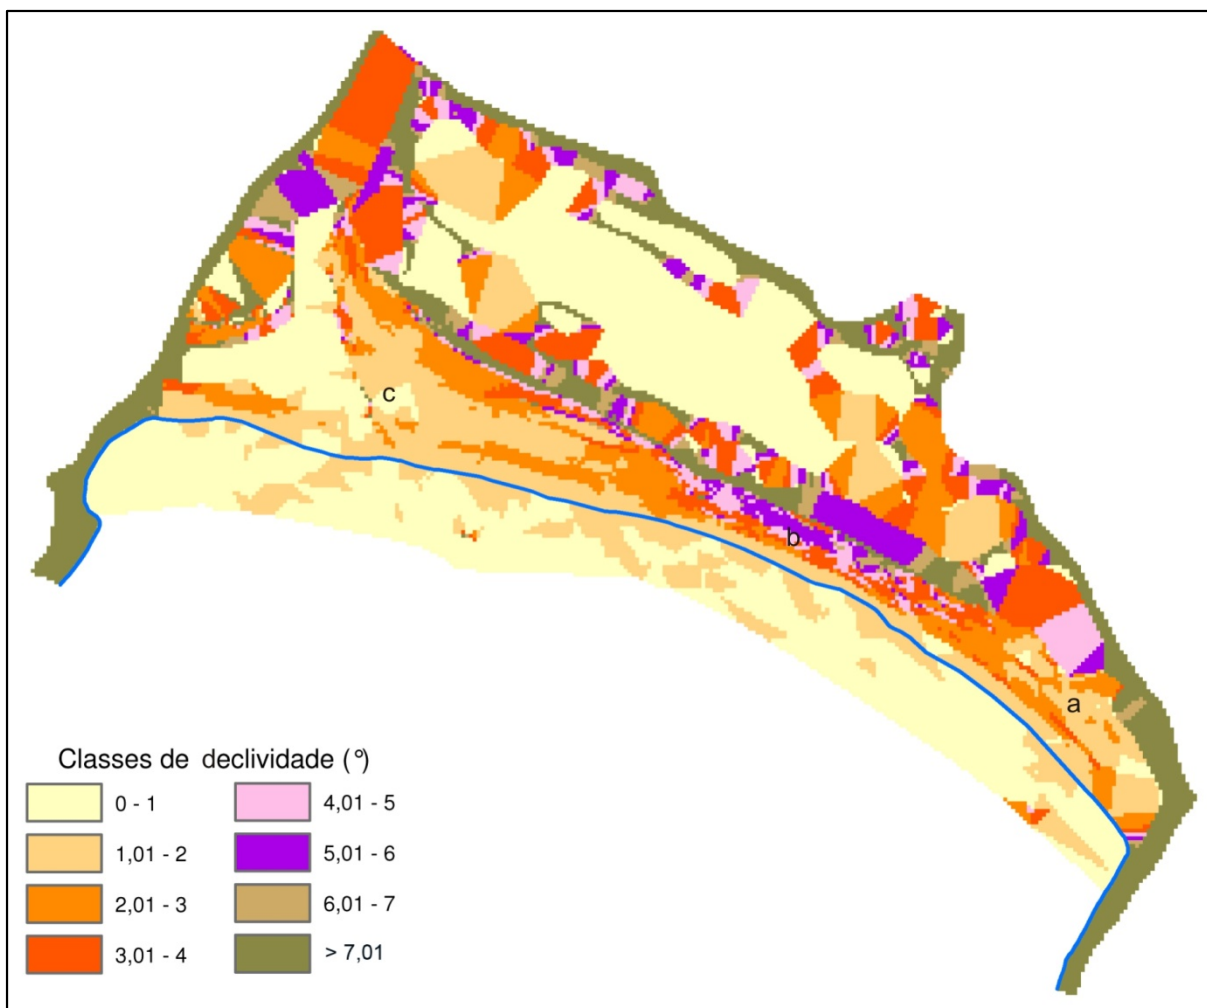 c
b
a
Classes de declividade (°)
0 - 1
1,01 - 2
2,01 - 3
3,01 - 4
4,01 - 5
5,01 - 6
6,01 - 7
> 7,01